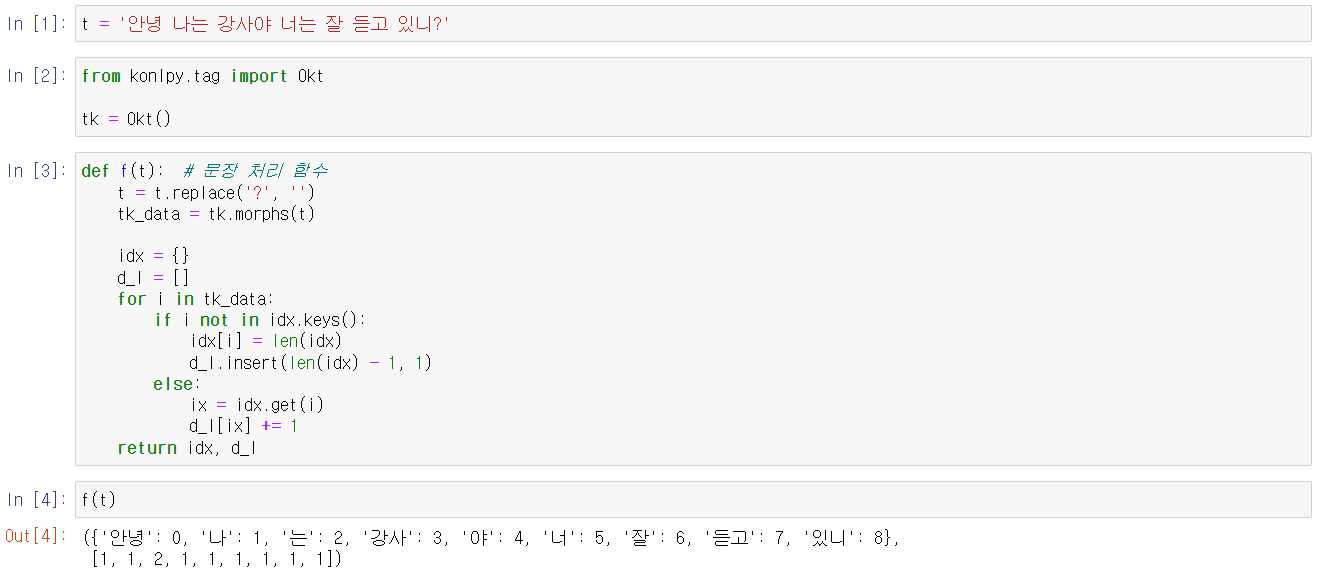 In [1]: t = '안녕 나는 강사야 너는 잘 듣고 있니?'
In [2]: from konlpy.tag import Okt
tk = Okt()
In [3]: def f(t):  # 문장 처리 함수
    t = t.replace('?', '')
    tk_data = tk.morphs(t)
    idx = {}
    d_l = []
    for i in tk_data:
        if i not in idx.keys():
            idx[i] = len(idx)
            d_l.insert(len(idx) - 1, 1)
        else:
            ix = idx.get(i)
            d_l[ix] += 1
    return idx, d_l
In [4]: f(t)
Out[4]: ({'안녕': 0, '나': 1, '는': 2, '강사': 3, '야': 4, '너': 5, '잘': 6, '듣고': 7, '있니': 8},
 [1, 1, 2, 1, 1, 1, 1, 1, 1])